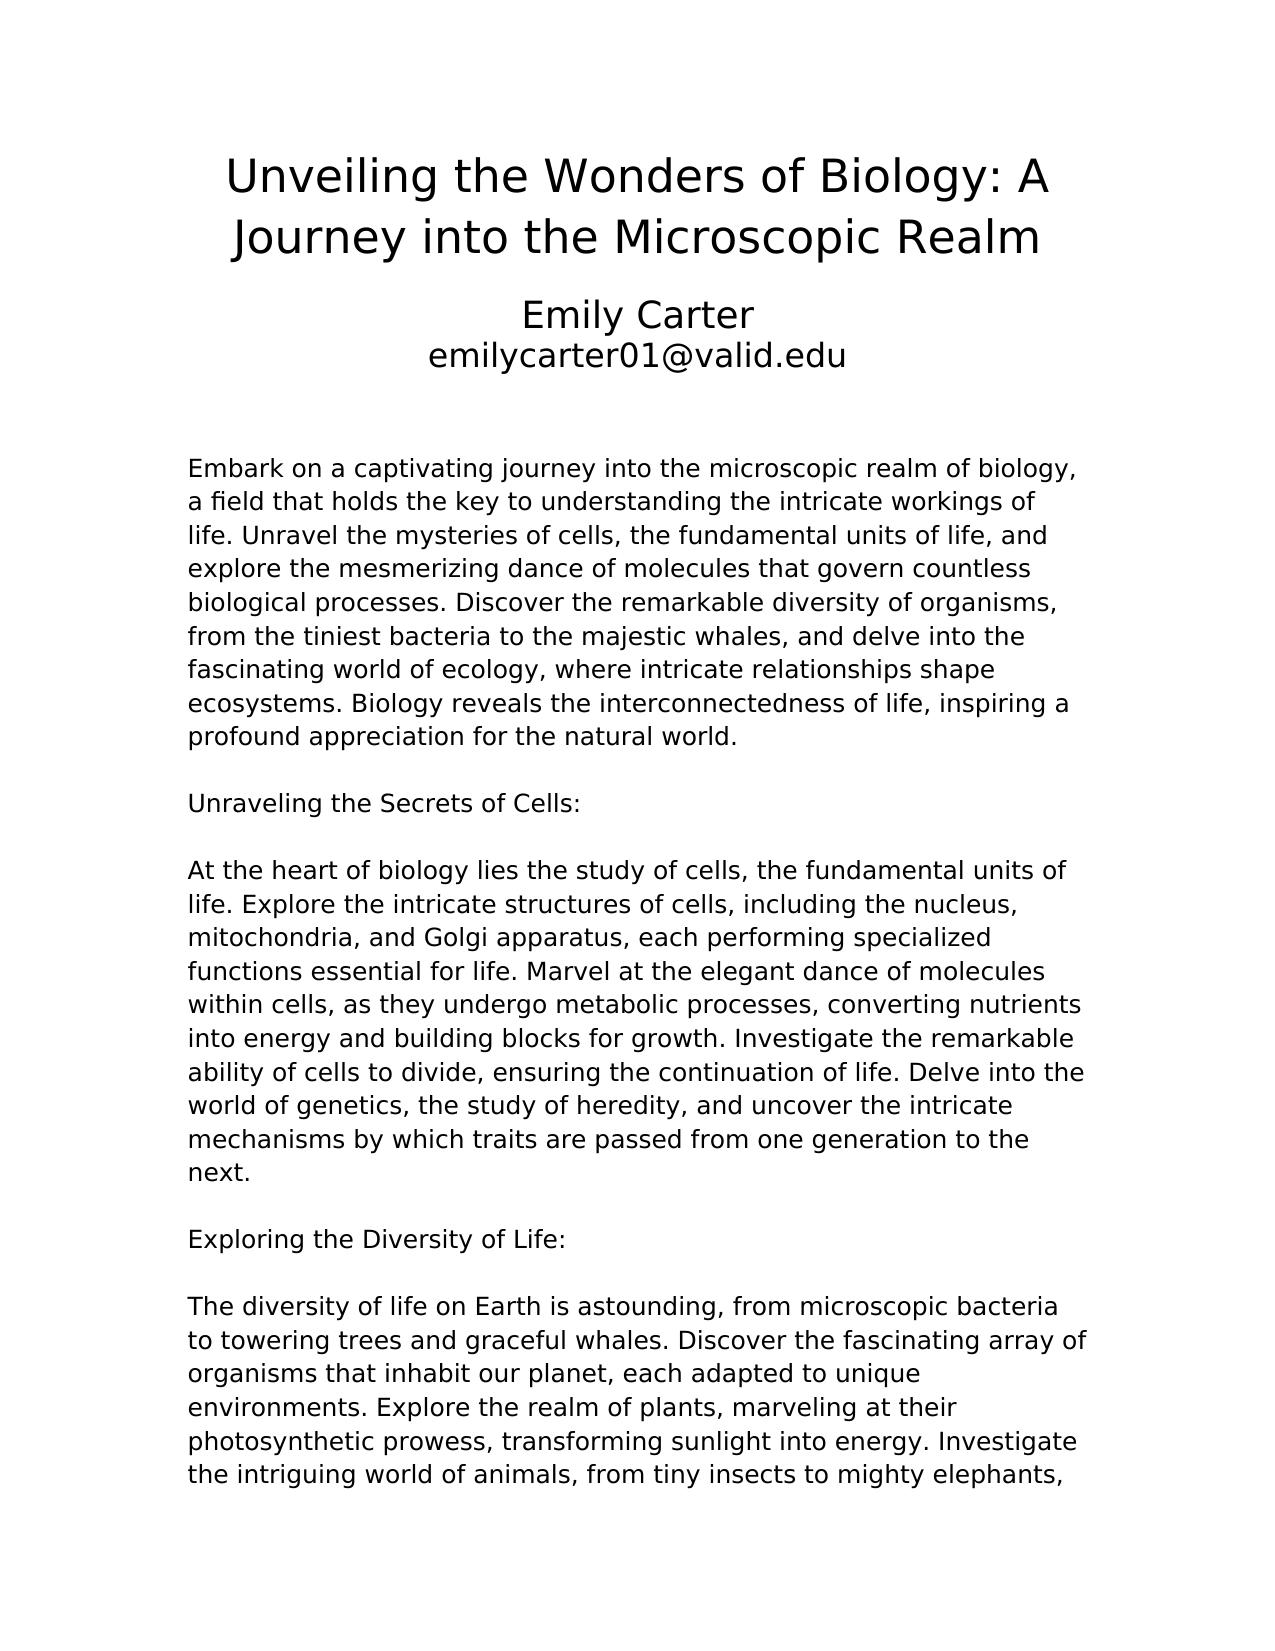 Unveiling the Wonders of Biology: A
Journey into the Microscopic Realm
Emily Carter
emilycarter01@valid.edu
Embark on a captivating journey into the microscopic realm of biology,
a field that holds the key to understanding the intricate workings of
life. Unravel the mysteries of cells, the fundamental units of life, and
explore the mesmerizing dance of molecules that govern countless
biological processes. Discover the remarkable diversity of organisms,
from the tiniest bacteria to the majestic whales, and delve into the
fascinating world of ecology, where intricate relationships shape
ecosystems. Biology reveals the interconnectedness of life, inspiring a
profound appreciation for the natural world.
Unraveling the Secrets of Cells:
At the heart of biology lies the study of cells, the fundamental units of
life. Explore the intricate structures of cells, including the nucleus,
mitochondria, and Golgi apparatus, each performing specialized
functions essential for life. Marvel at the elegant dance of molecules
within cells, as they undergo metabolic processes, converting nutrients
into energy and building blocks for growth. Investigate the remarkable
ability of cells to divide, ensuring the continuation of life. Delve into the
world of genetics, the study of heredity, and uncover the intricate
mechanisms by which traits are passed from one generation to the
next.
Exploring the Diversity of Life:
The diversity of life on Earth is astounding, from microscopic bacteria
to towering trees and graceful whales. Discover the fascinating array of
organisms that inhabit our planet, each adapted to unique
environments. Explore the realm of plants, marveling at their
photosynthetic prowess, transforming sunlight into energy. Investigate
the intriguing world of animals, from tiny insects to mighty elephants,